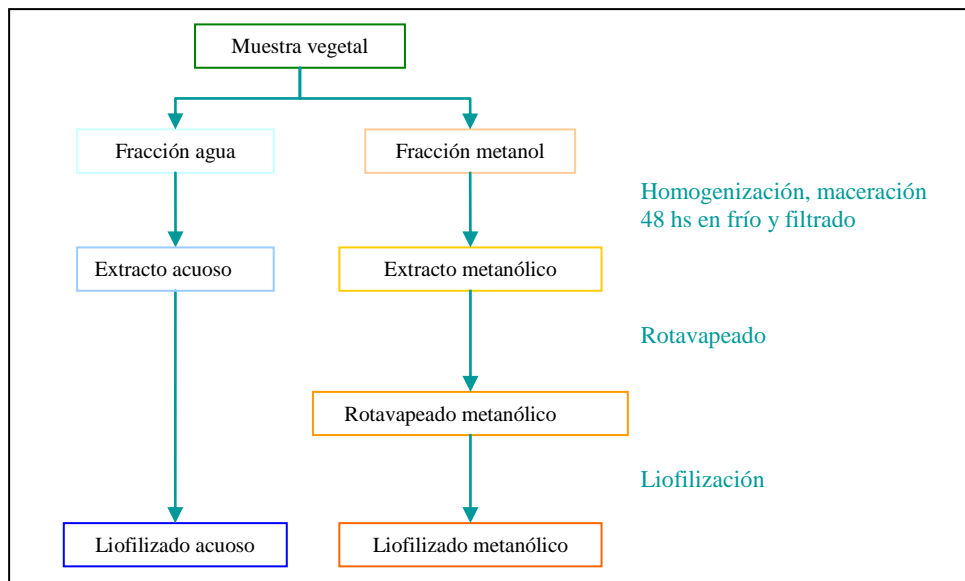 Muestra vegetal
Fracción agua
Fracción metanol
Homogenización, maceración
48 hs en frío y filtrado
Extracto acuoso
Extracto metanólico
Rotavapeado
Rotavapeado metanólico
Liofilización
Liofilizado acuoso
Liofilizado metanólico